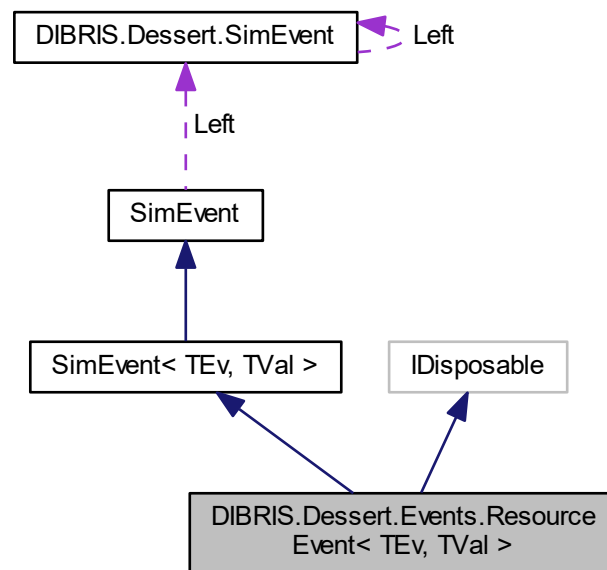 DIBRIS.Dessert.SimEvent
Left
Left
SimEvent
SimEvent< TEv, TVal >
IDisposable
DIBRIS.Dessert.Events.Resource
Event< TEv, TVal >